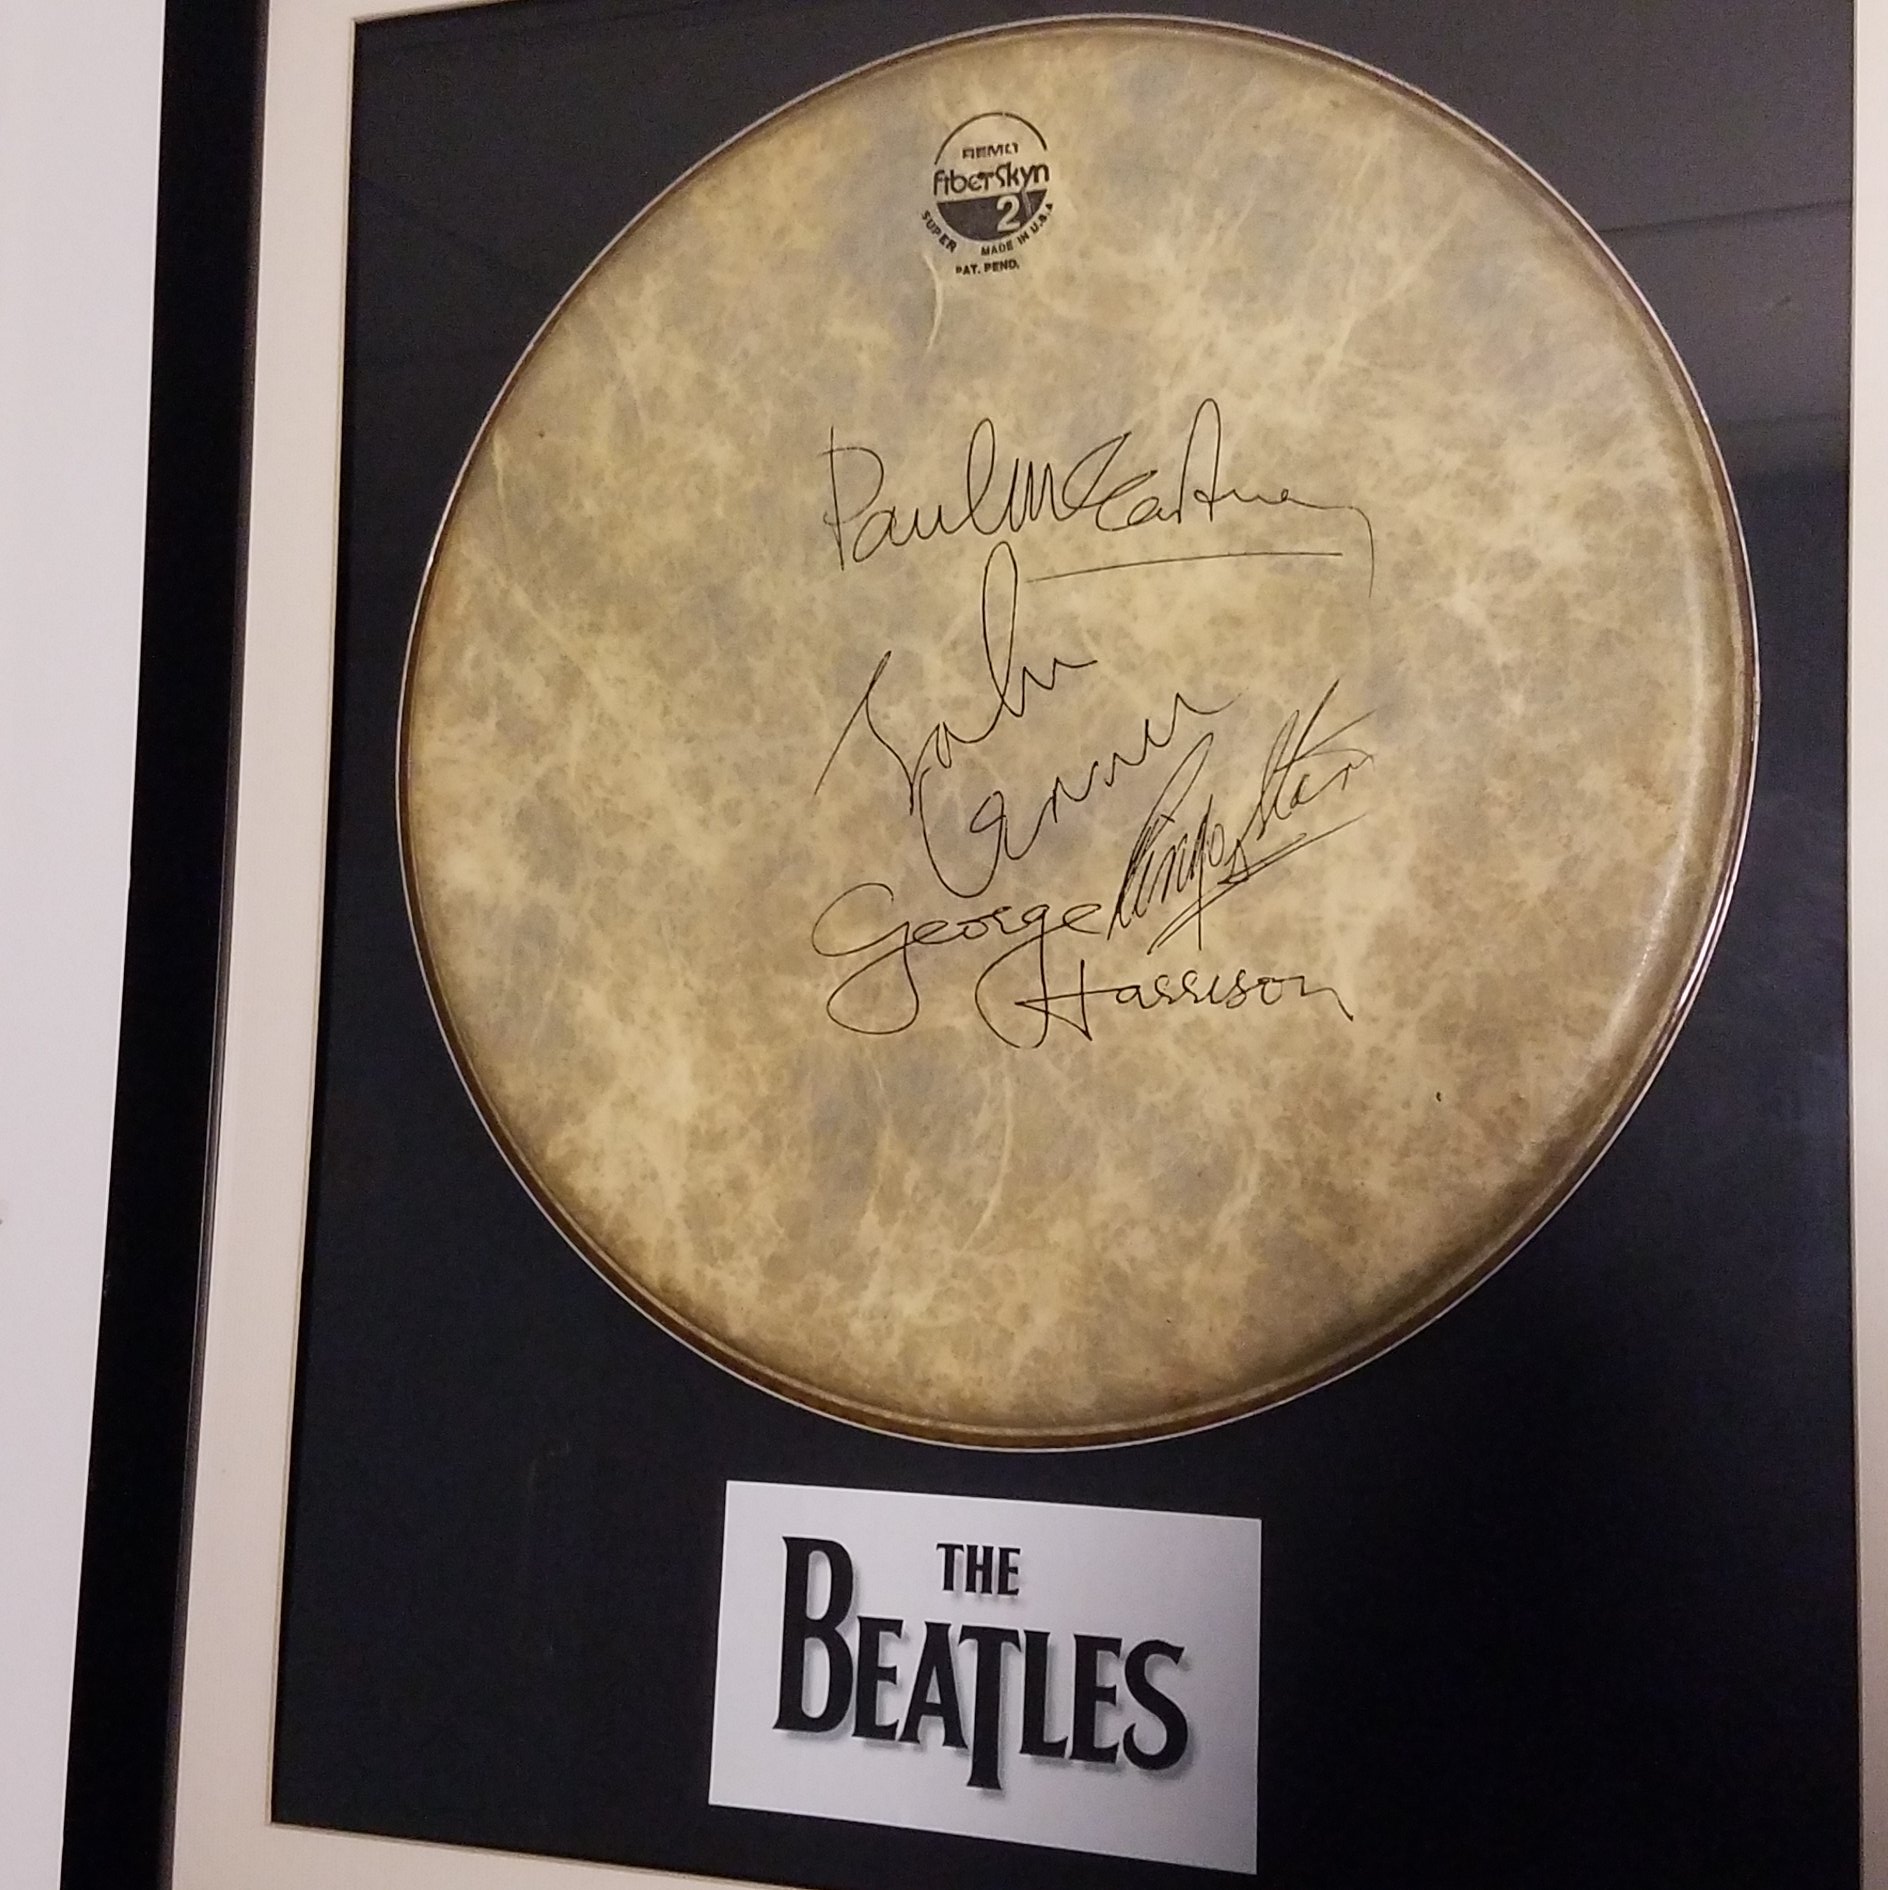 REMO
FiberSkyn
2
SUPER MADE IN U.S.A
PAT. PEND.
Paul McCartney
John
Lennon
Ringo Starr
George
Harrison
THE
BEATLES